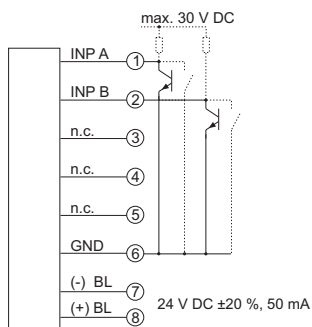 max. 30 V DC
INP A 1
INP B 2
n.c. 3
n.c. 4
n.c. 5
GND 6
(-) BL 7
24 V DC ±20 %, 50 mA
(+) BL 8